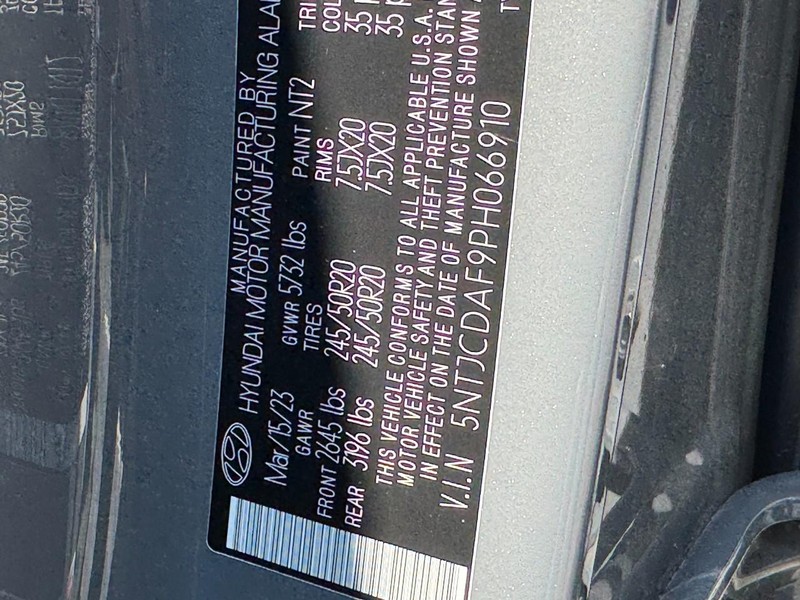 MANUFACTURED BY
HYUNDAI MOTOR MANUFACTURING
Mar/15/23 GVWR 5732 lbs PAINT NT2
GAWR TIRES RIMS
FRONT 2645 lbs 245/50R20 7.5JX20 35
REAR 3196 lbs 245/50R20 7.5JX20 35
THIS VEHICLE CONFORMS TO ALL APPLICABLE U.S.A.
MOTOR VEHICLE SAFETY AND THEFT PREVENTION STAN
IN EFFECT ON THE DATE OF MANUFACTURE SHOWN
V.I.N 5NTJCDAF9PH066910